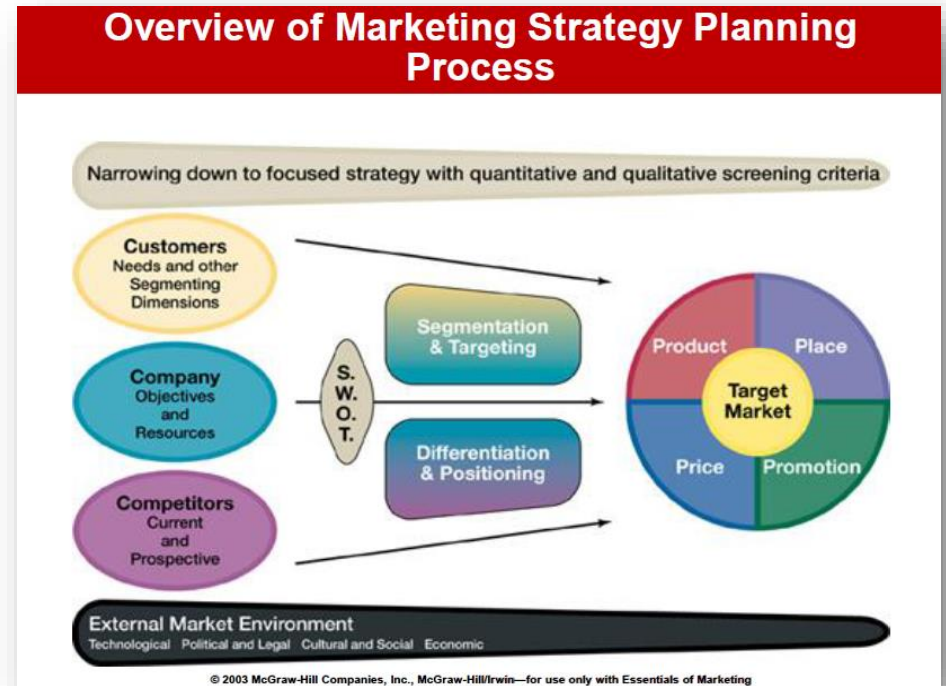 Overview of Marketing Strategy Planning
Process
Narrowing down to focused strategy with quantitative and qualitative screening criteria
Customers
Needs and other
Segmenting
Dimensions
Company
Objectives
and
Resources
Competitors
Current
and
Prospective
S.
W.
O.
T.
Segmentation
& Targeting
Differentiation
& Positioning
Product
Place
Target
Market
Price
Promotion
External Market Environment
Technological Political and Legal Cultural and Social Economic
© 2003 McGraw-Hill Companies, Inc., McGraw-Hill/Irwin—for use only with Essentials of Marketing